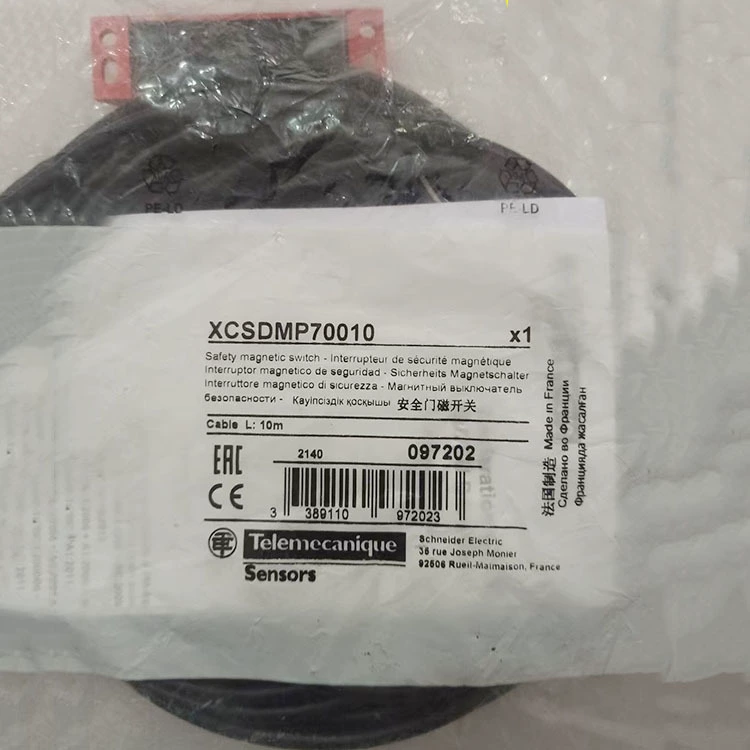 PE-LD
PE-LD
XCSDMP70010 x1
Safety magnetic switch - Interrupteur de sécurité magnétique
Interruptor magnetico de seguridad - Sicherheits Magnetschalter
Interruttore magnetico di sicurezza - Магнитный выключатель
безопасности - Қауіпсіздік қосқышы 安全门磁开关
Cable L: 10m
EAC
2140 097202
CE
3 389110 972023
Telemecanique
Sensors
Schneider Electric
35 rue Joseph Monier
92506 Rueil-Malmaison, France
法国制造 Made in France
Сделано во Франции
Францияда жасалған